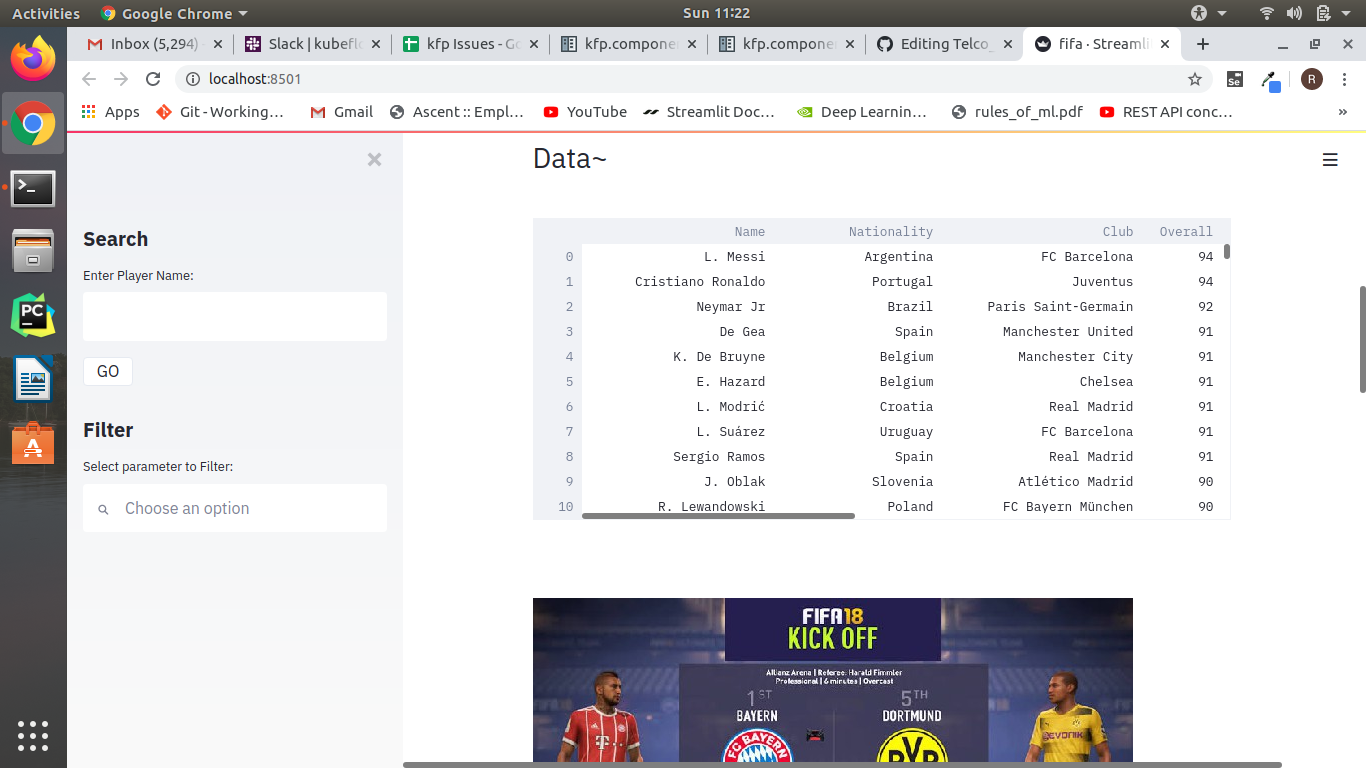 Activities Google Chrome Sun 11:22
Inbox (5,294) Slack | kubeflo kfp Issues - Go kfp.compone kfp.compone Editing Telco_ fifa · Streamli
localhost:8501 Se R
Apps Git - Working... Gmail Ascent :: Empl... YouTube Streamlit Doc... Deep Learnin... rules_of_ml.pdf REST API conc... »
Data~
Search
Enter Player Name:
GO
Filter
Select parameter to Filter:
Choose an option
Name Nationality Club Overall
0 L. Messi Argentina FC Barcelona 94
1 Cristiano Ronaldo Portugal Juventus 94
2 Neymar Jr Brazil Paris Saint-Germain 92
3 De Gea Spain Manchester United 91
4 K. De Bruyne Belgium Manchester City 91
5 E. Hazard Belgium Chelsea 91
6 L. Modrić Croatia Real Madrid 91
7 L. Suárez Uruguay FC Barcelona 91
8 Sergio Ramos Spain Real Madrid 91
9 J. Oblak Slovenia Atlético Madrid 90
10 R. Lewandowski Poland FC Bayern München 90
FIFA18
KICK OFF
Allianz Arena | Referee: Harald Fimmler
Professional | 6 minutes | Overcast
1ST 5TH
BAYERN DORTMUND
FC BAYERN BVB
T EVONIK
PC
A